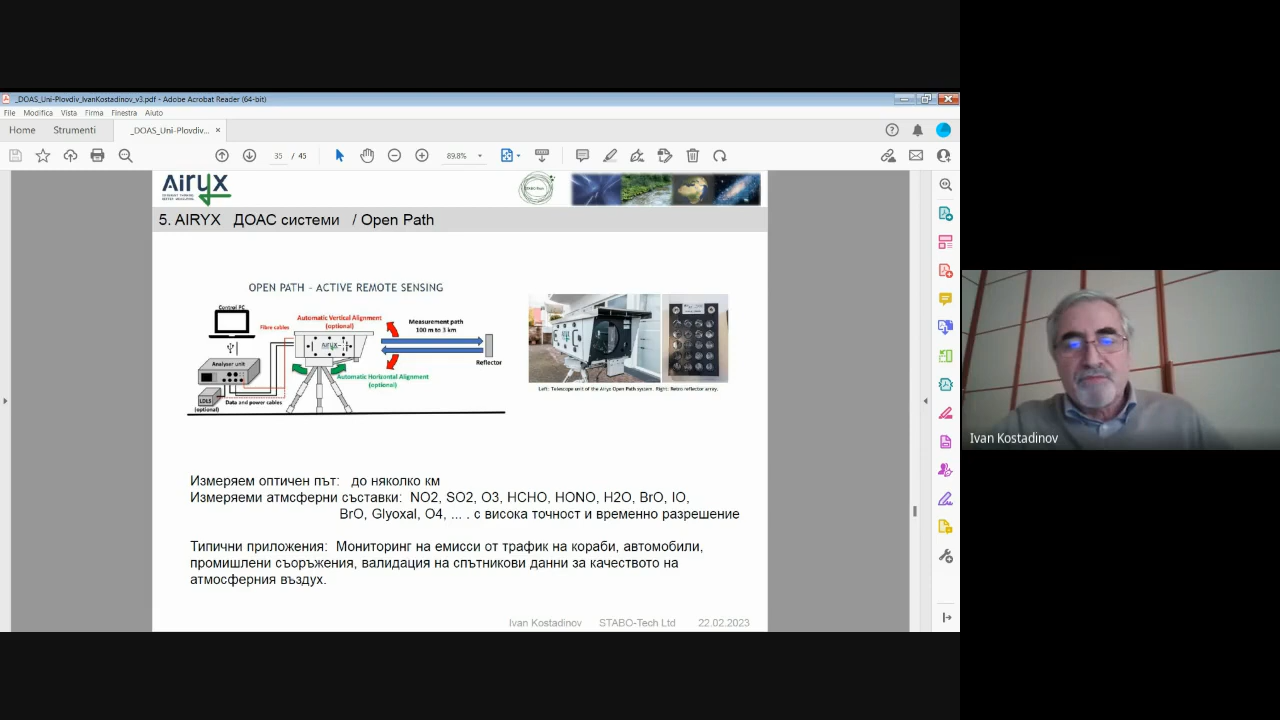 _DOAS_Uni-Plovdiv_IvanKostadinov_v3.pdf - Adobe Acrobat Reader (64-bit)
File Modifica Vista Firma Finestra Aiuto
Home Strumenti _DOAS_Uni-Plovdiv... ×
35 / 45 89.8%
Airyx
STABO-Tech
5. AIRYX ДОАС системи / Open Path
OPEN PATH – ACTIVE REMOTE SENSING
Control PC
Fibre cables
Automatic Vertical Alignment
(optional)
Measurement path
100 m to 3 km
AIRYX
Analyser unit
Reflector
Automatic Horizontal Alignment
(optional)
LDLS
(optional)
Data and power cables
Left: Telescope unit of the Airyx Open Path system. Right: Retro reflector array.
Измеряем оптичен път: до няколко км
Измеряеми атмсферни съставки: NO2, SO2, O3, HCHO, HONO, H2O, BrO, IO,
BrO, Glyoxal, O4, ... . с висока точност и временно разрешение
Типични приложения: Мониторинг на емисси от трафик на кораби, автомобили,
промишлени съоръжения, валидация на спътникови данни за качеството на
атмосферния въздух.
Ivan Kostadinov STABO-Tech Ltd 22.02.2023
Ivan Kostadinov